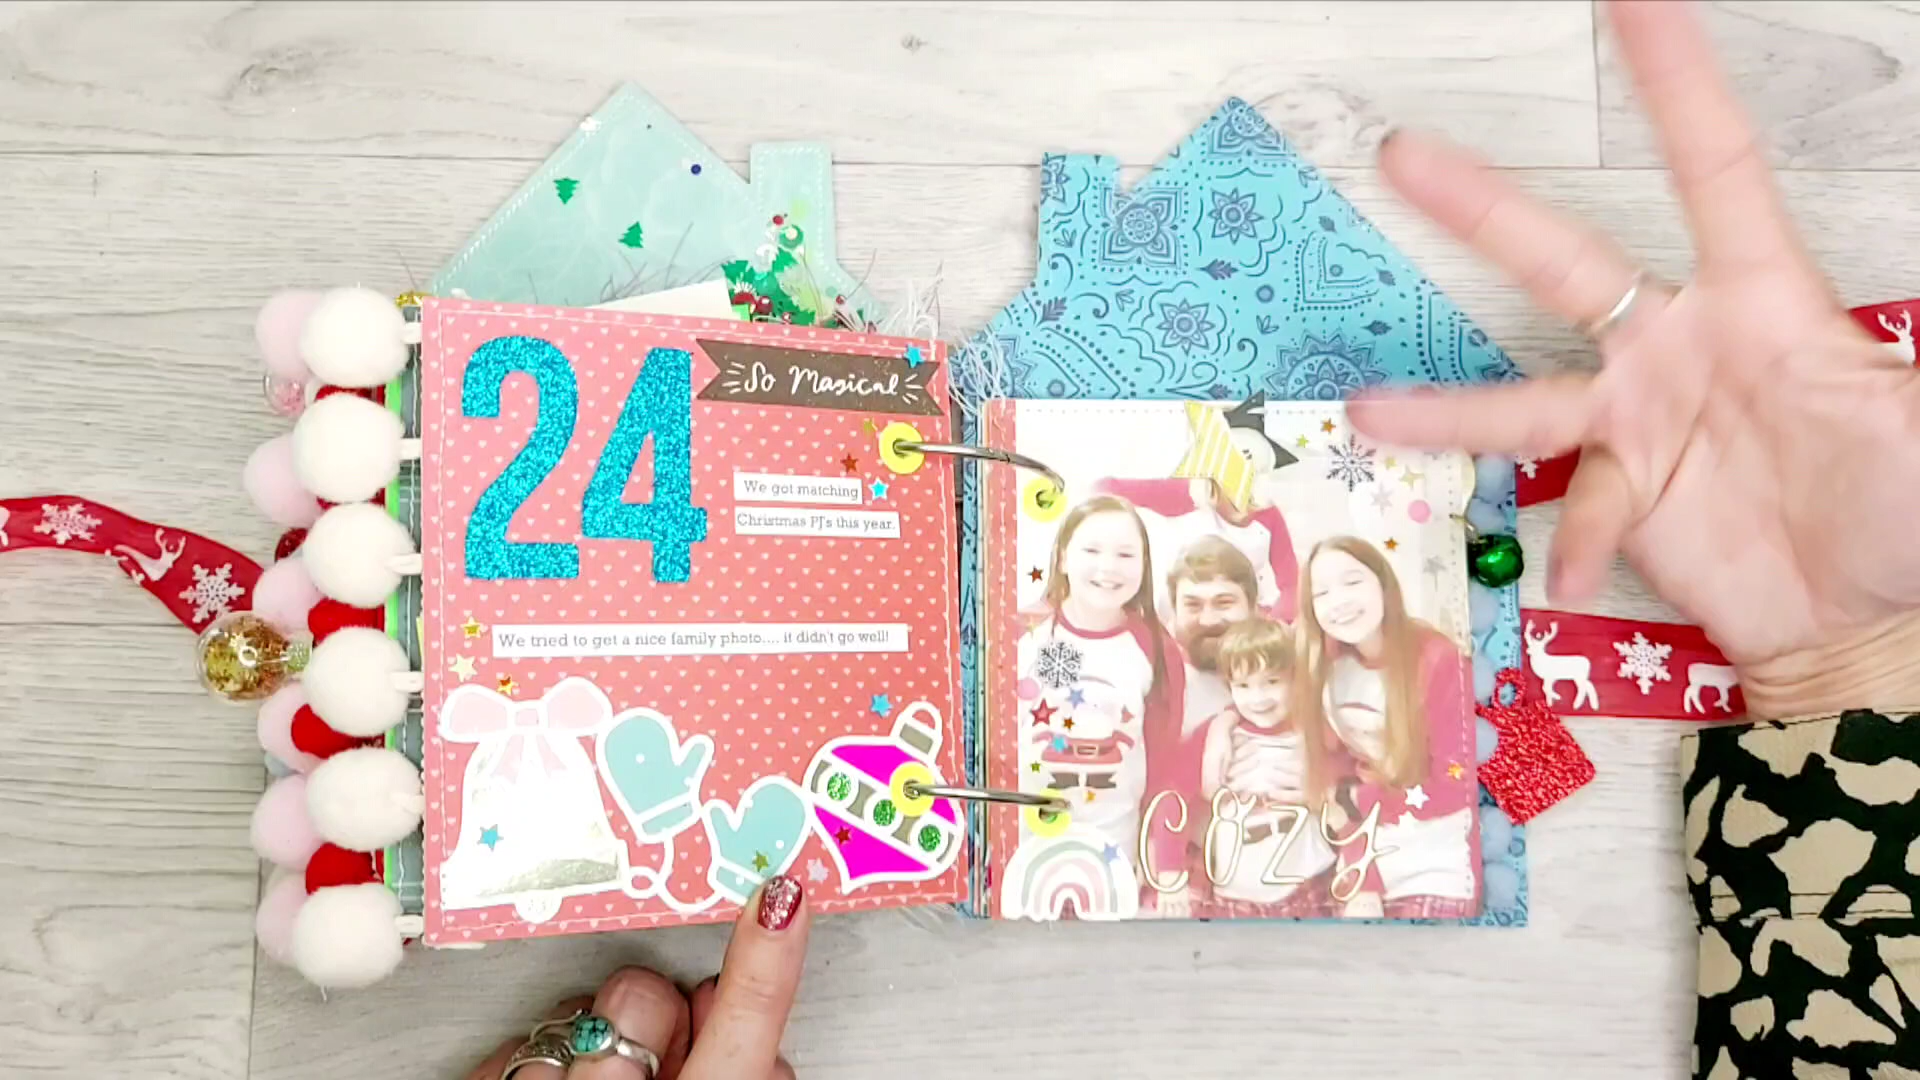 24
So Magical
We got matching
Christmas PJ's this year.
We tried to get a nice family photo.... it didn't go well!
cozy